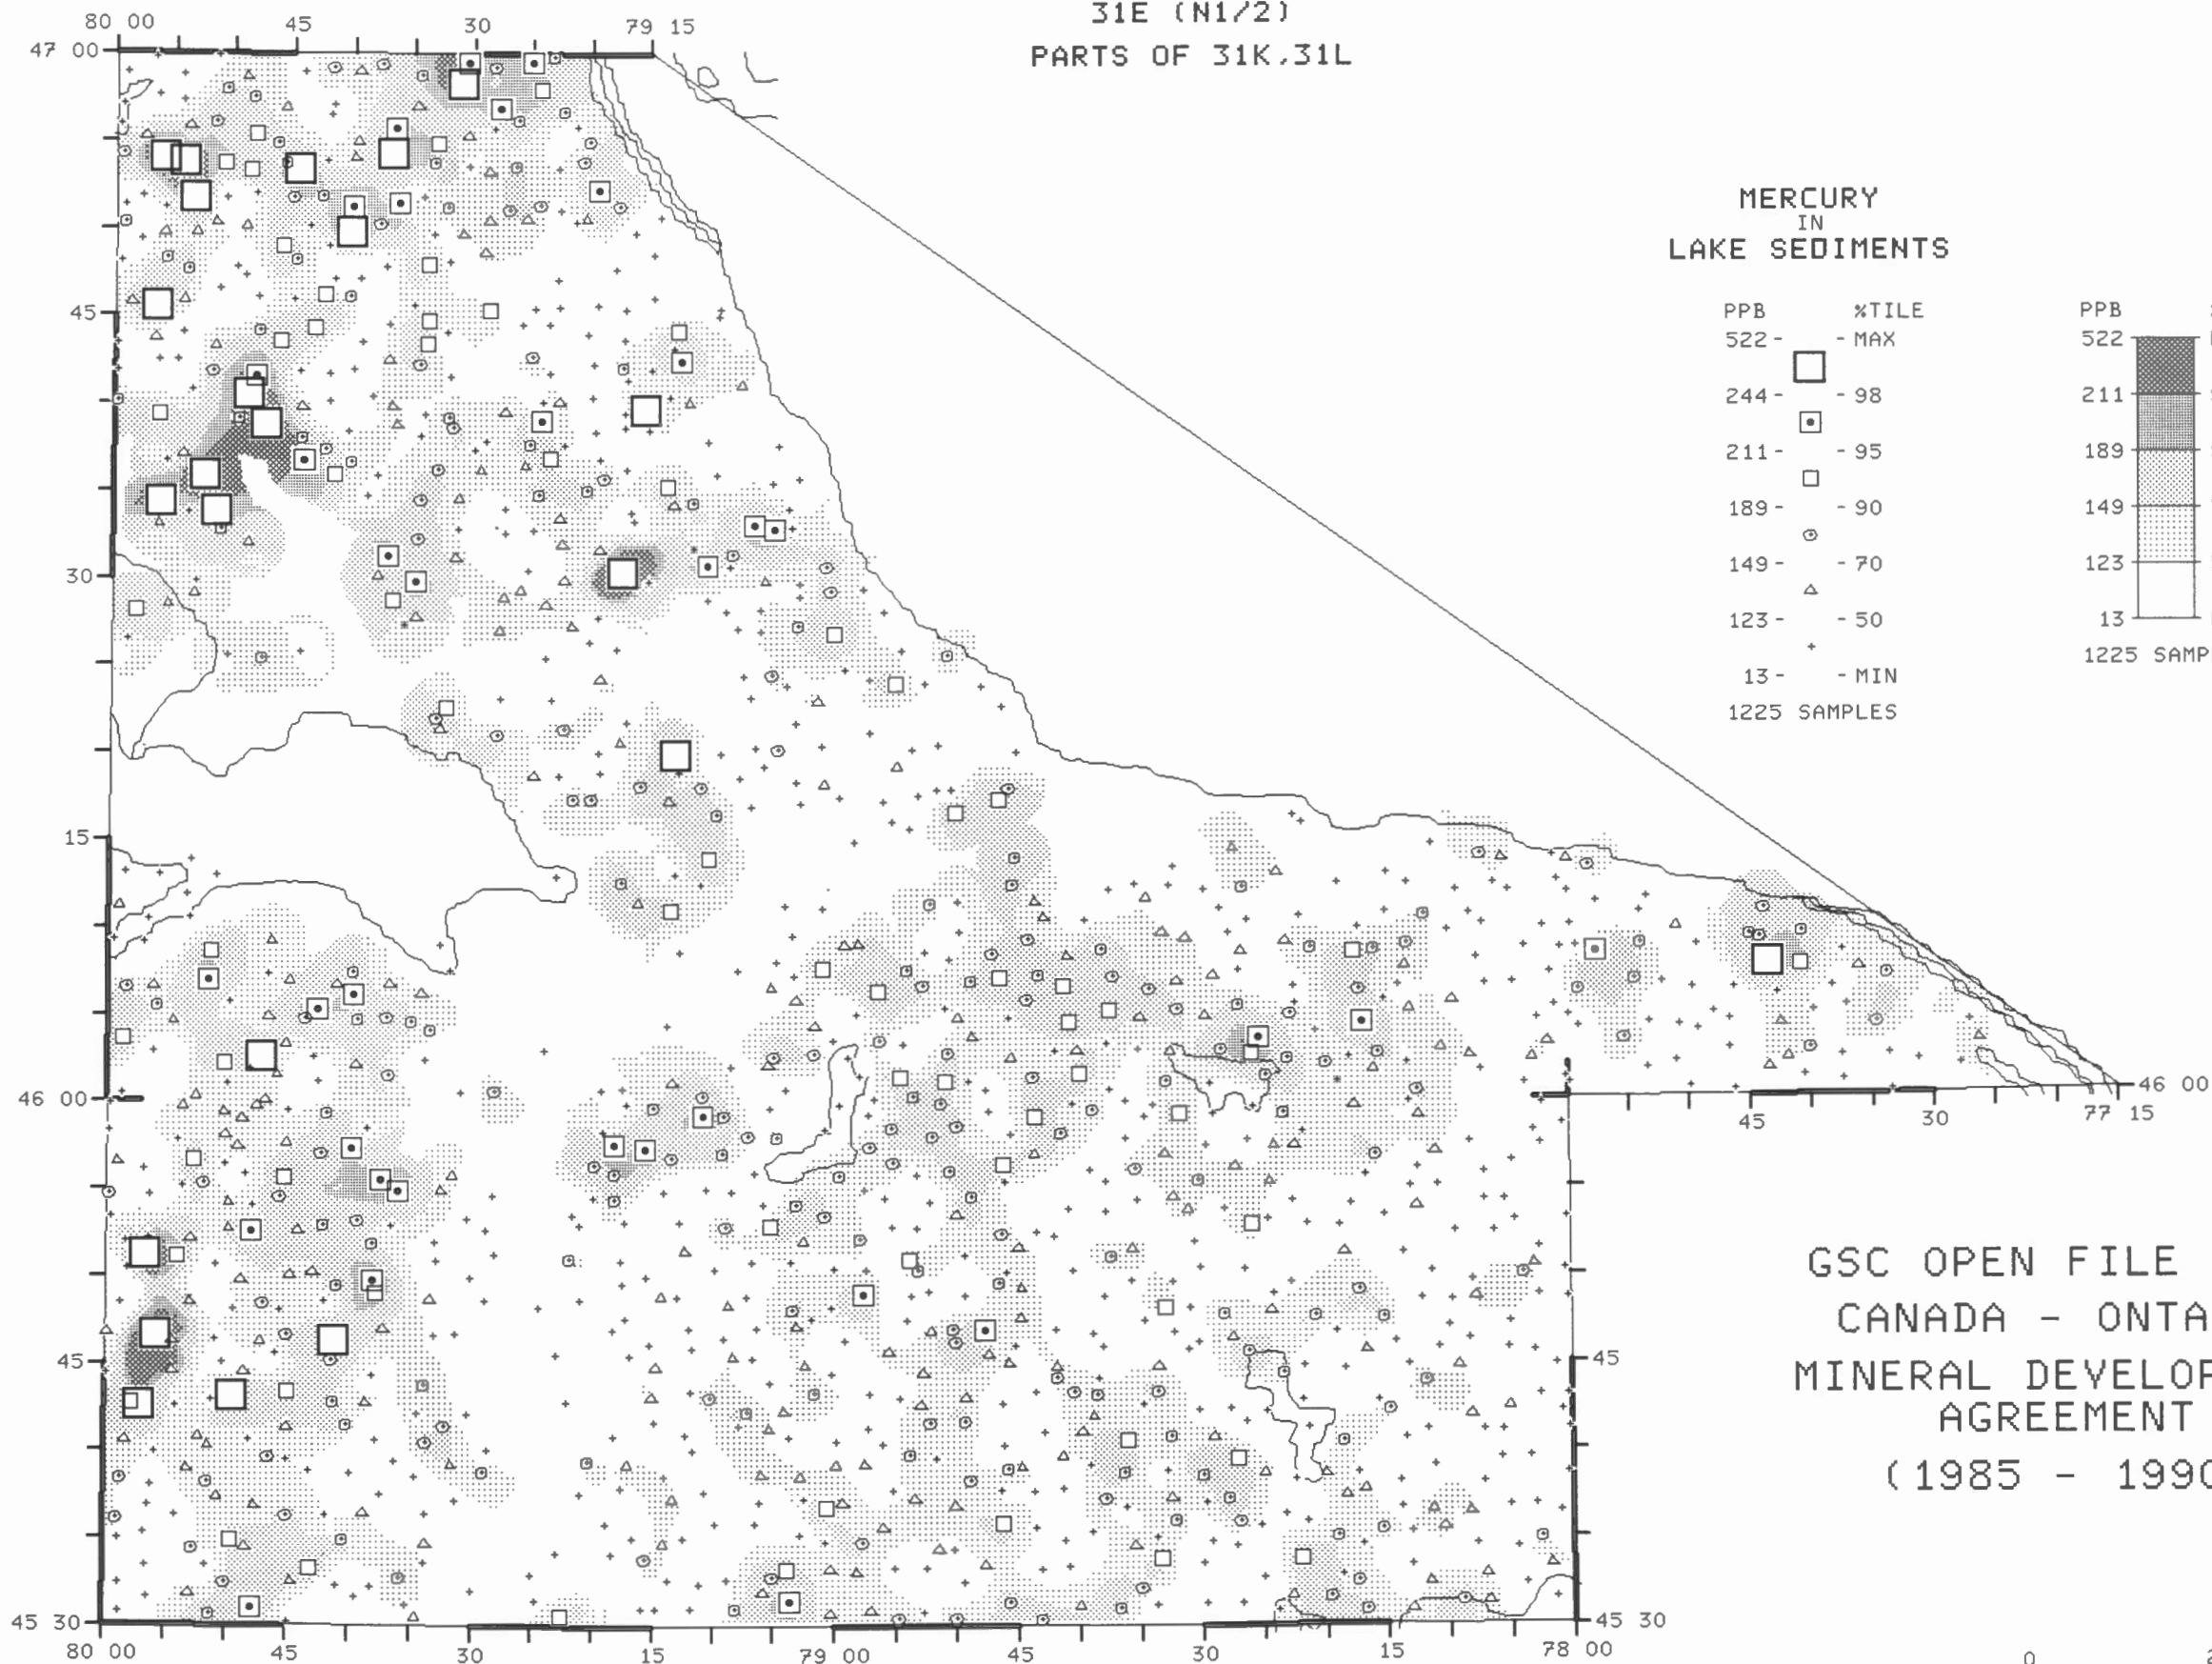 31E (N1/2)
PARTS OF 31K,31L
80 00 45 30 79 15
47 00
45
30
15
46 00
45
45 30
80 00 45 30 15 79 00 45 30 15 78 00
45 30
45
46 00
45 30 77 15
MERCURY
IN
LAKE SEDIMENTS
PPB %TILE
522 - - MAX
244 - - 98
211 - - 95
189 - - 90
149 - - 70
123 - - 50
13 - - MIN
1225 SAMPLES
PPB
522
211
189
149
123
13
1225 SAMP
GSC OPEN FILE
CANADA - ONTA
MINERAL DEVELOP
AGREEMENT
(1985 - 1990
0